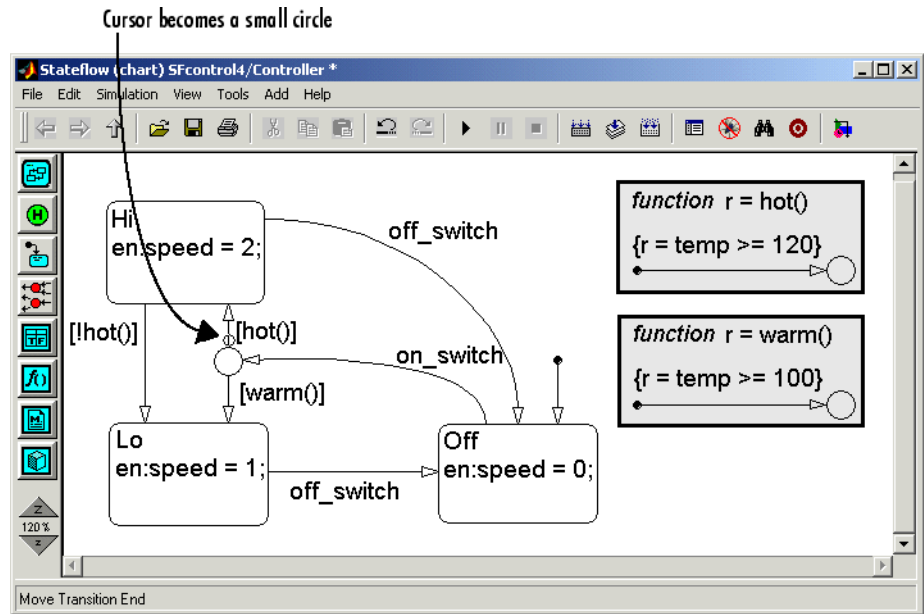 Cursor becomes a small circle
Stateflow (chart) SFcontrol4/Controller *
File Edit Simulation View Tools Add Help
Hi
en:speed = 2;
off_switch
function r = hot()
{r = temp >= 120}
[!hot()]
[hot()]
on_switch
[warm()]
function r = warm()
{r = temp >= 100}
Lo
en:speed = 1;
off_switch
Off
en:speed = 0;
H
TF
f()
M
Z
120 %
z
Move Transition End